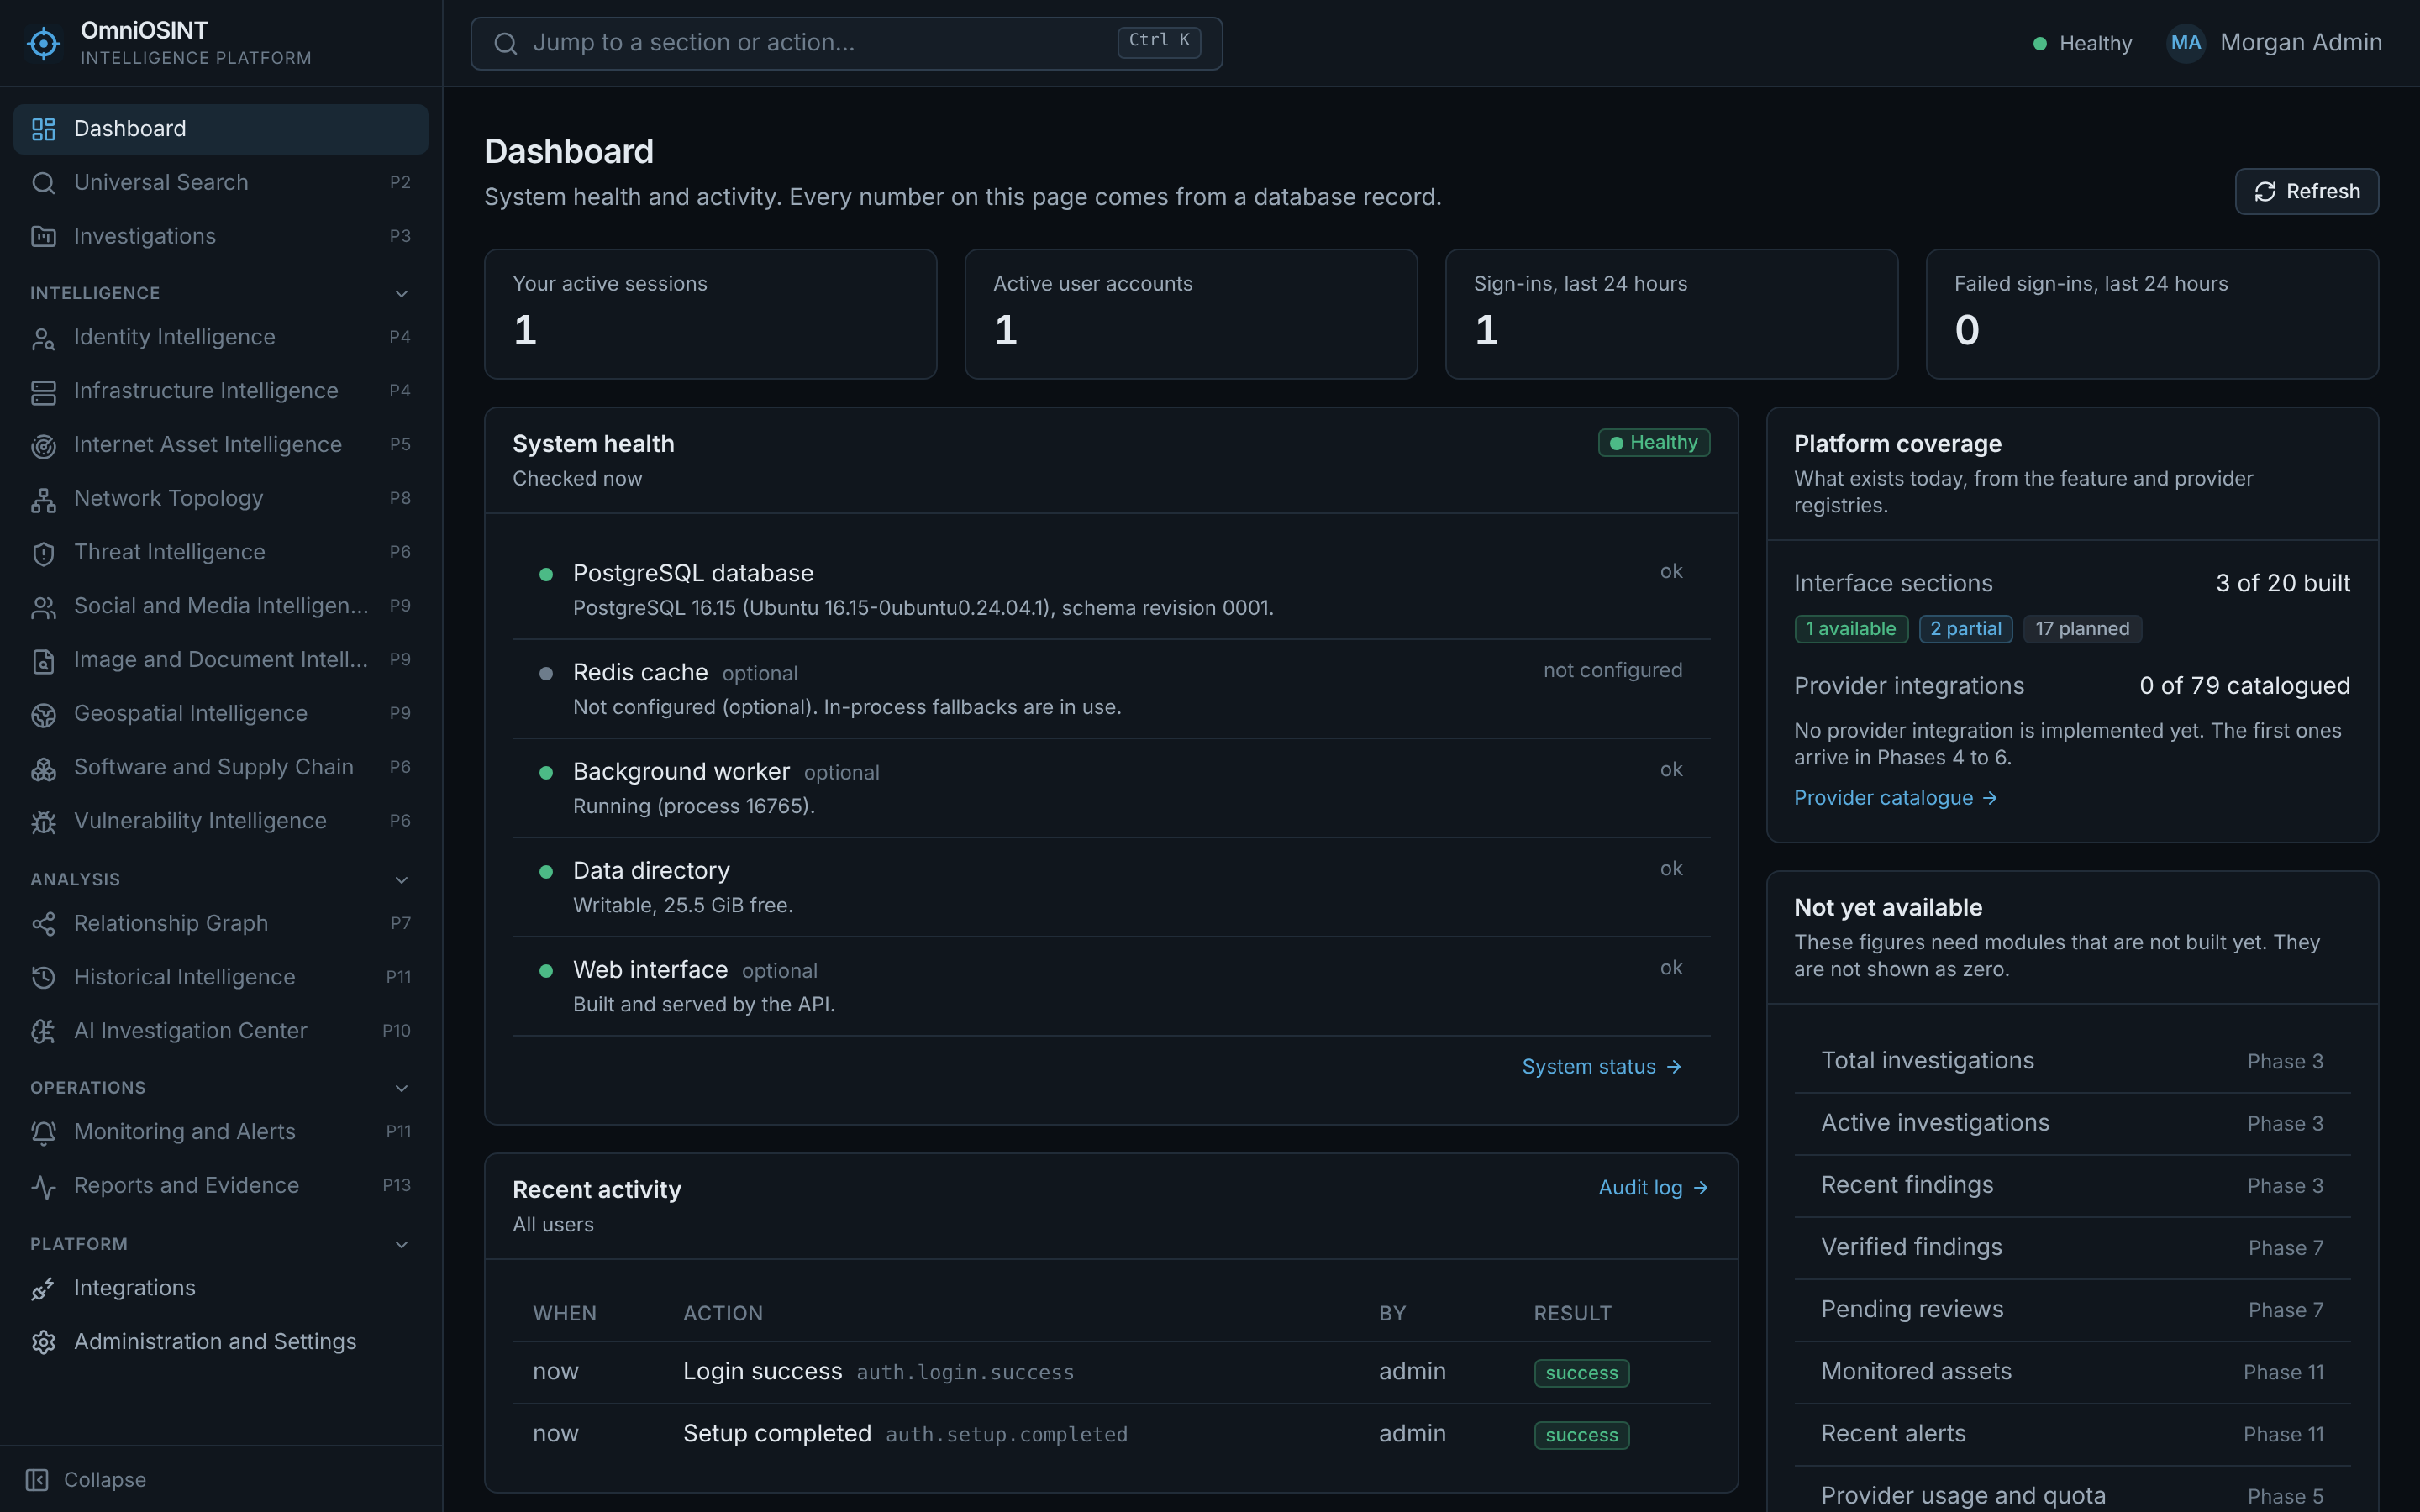 OmniOSINT
INTELLIGENCE PLATFORM
Jump to a section or action...
Ctrl K
Healthy
MA
Morgan Admin
Dashboard
Universal Search P2
Investigations P3
INTELLIGENCE
Identity Intelligence P4
Infrastructure Intelligence P4
Internet Asset Intelligence P5
Network Topology P8
Threat Intelligence P6
Social and Media Intelligen... P9
Image and Document Intell... P9
Geospatial Intelligence P9
Software and Supply Chain P6
Vulnerability Intelligence P6
ANALYSIS
Relationship Graph P7
Historical Intelligence P11
AI Investigation Center P10
OPERATIONS
Monitoring and Alerts P11
Reports and Evidence P13
PLATFORM
Integrations
Administration and Settings
Collapse
Dashboard
System health and activity. Every number on this page comes from a database record.
Refresh
Your active sessions
1
Active user accounts
1
Sign-ins, last 24 hours
1
Failed sign-ins, last 24 hours
0
System health
Healthy
Checked now
PostgreSQL database ok
PostgreSQL 16.15 (Ubuntu 16.15-0ubuntu0.24.04.1), schema revision 0001.
Redis cache optional not configured
Not configured (optional). In-process fallbacks are in use.
Background worker optional ok
Running (process 16765).
Data directory ok
Writable, 25.5 GiB free.
Web interface optional ok
Built and served by the API.
System status →
Recent activity
Audit log →
All users
WHEN ACTION BY RESULT
now Login success auth.login.success admin success
now Setup completed auth.setup.completed admin success
Platform coverage
What exists today, from the feature and provider
registries.
Interface sections 3 of 20 built
1 available 2 partial 17 planned
Provider integrations 0 of 79 catalogued
No provider integration is implemented yet. The first ones
arrive in Phases 4 to 6.
Provider catalogue →
Not yet available
These figures need modules that are not built yet. They
are not shown as zero.
Total investigations Phase 3
Active investigations Phase 3
Recent findings Phase 3
Verified findings Phase 7
Pending reviews Phase 7
Monitored assets Phase 11
Recent alerts Phase 11
Provider usage and quota Phase 5